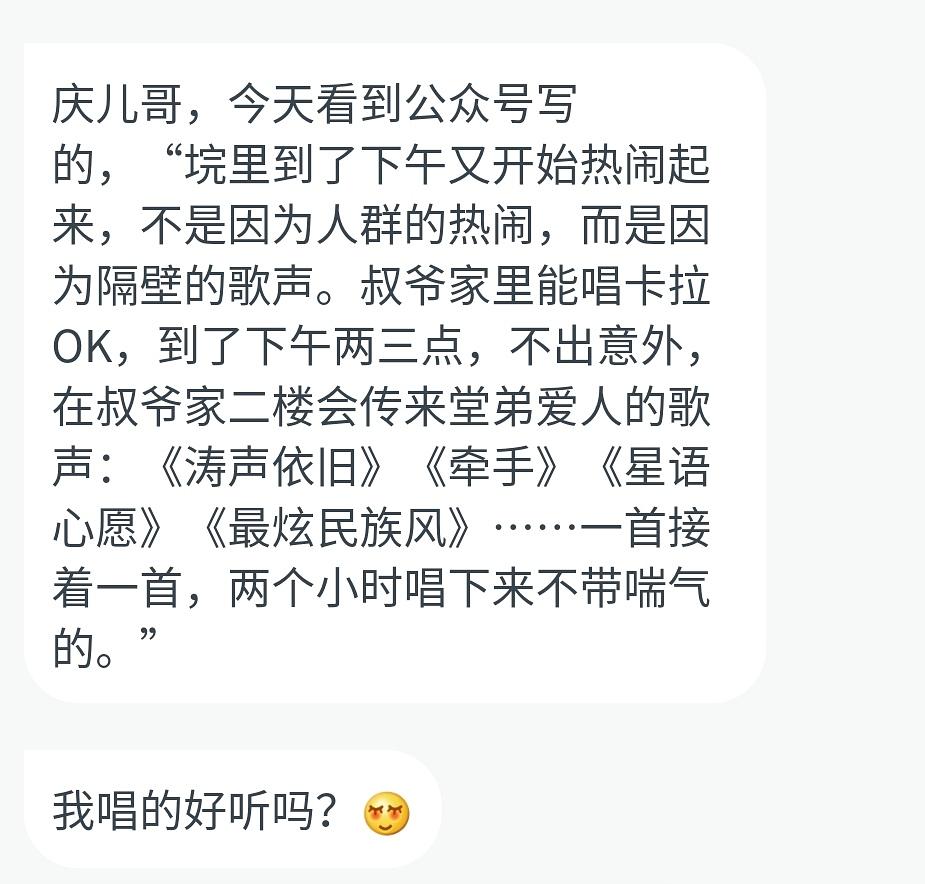 庆儿哥，今天看到公众号写
的，“垸里到了下午又开始热闹起
来，不是因为人群的热闹，而是因
为隔壁的歌声。叔爷家里能唱卡拉
OK，到了下午两三点，不出意外，
在叔爷家二楼会传来堂弟爱人的歌
声：《涛声依旧》《牵手》《星语
心愿》《最炫民族风》……一首接
着一首，两个小时唱下来不带喘气
的。”
我唱的好听吗？